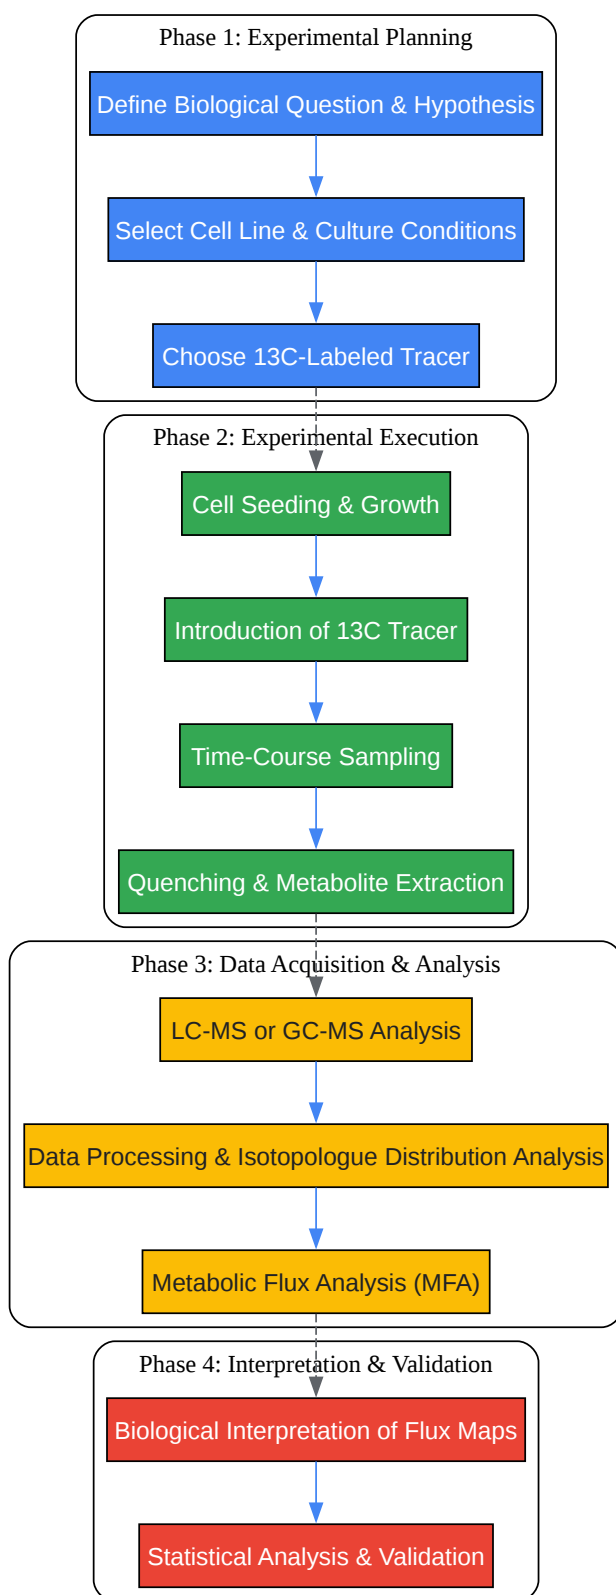 Phase 1: Experimental Planning
Define Biological Question & Hypothesis
Select Cell Line & Culture Conditions
Choose 13C-Labeled Tracer
Phase 2: Experimental Execution
Cell Seeding & Growth
Introduction of 13C Tracer
Time-Course Sampling
Quenching & Metabolite Extraction
Phase 3: Data Acquisition & Analysis
LC-MS or GC-MS Analysis
Data Processing & Isotopologue Distribution Analysis
Metabolic Flux Analysis (MFA)
Phase 4: Interpretation & Validation
Biological Interpretation of Flux Maps
Statistical Analysis & Validation